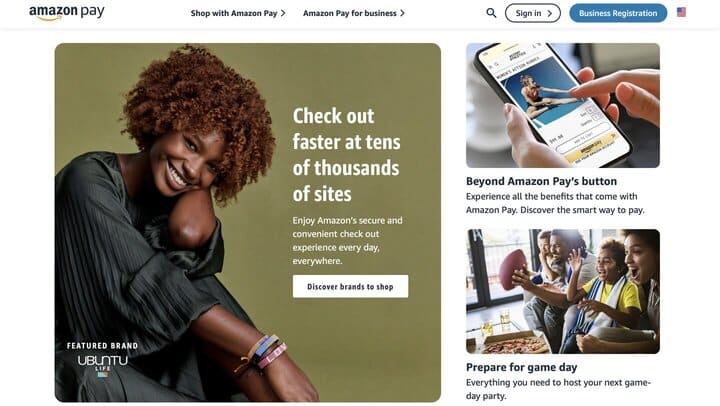 amazon pay
Shop with Amazon Pay
Amazon Pay for business
Sign in
Business Registration
Check out
faster at tens
of thousands
of sites
Enjoy Amazon's secure and
convenient check out
experience every day,
everywhere.
Discover brands to shop
FEATURED BRAND
UBUNTU
LIFE
WOMEN'S ACTION RUNNER
Beyond Amazon Pay's button
Experience all the benefits that come with
Amazon Pay. Discover the smart way to pay.
Prepare for game day
Everything you need to host your next game-
day party.